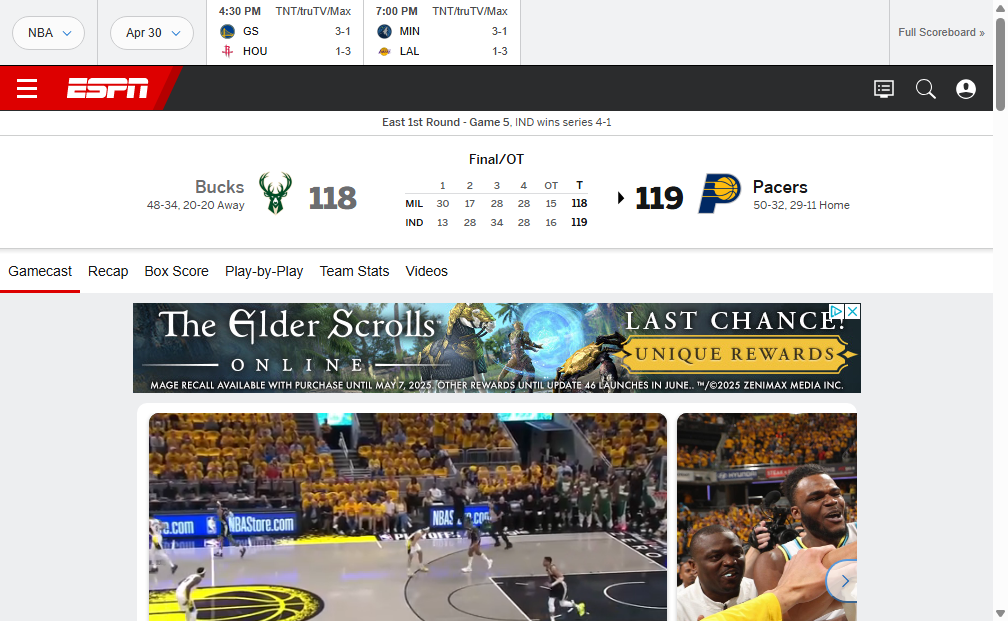 NBA
Apr 30
4:30 PM TNT/truTV/Max
GS 3-1
HOU 1-3
7:00 PM TNT/truTV/Max
MIN 3-1
LAL 1-3
Full Scoreboard »
ESPN
East 1st Round - Game 5, IND wins series 4-1
Final/OT
Bucks
48-34, 20-20 Away
118
1 2 3 4 OT T
MIL 30 17 28 28 15 118
IND 13 28 34 28 16 119
119
Pacers
50-32, 29-11 Home
Gamecast Recap Box Score Play-by-Play Team Stats Videos
The Elder Scrolls
ONLINE
LAST CHANCE!
UNIQUE REWARDS
MAGE RECALL AVAILABLE WITH PURCHASE UNTIL MAY 7, 2025. OTHER REWARDS UNTIL UPDATE 46 LAUNCHES IN JUNE.. ™/©2025 ZENIMAX MEDIA INC.
.com
NBAStore.com